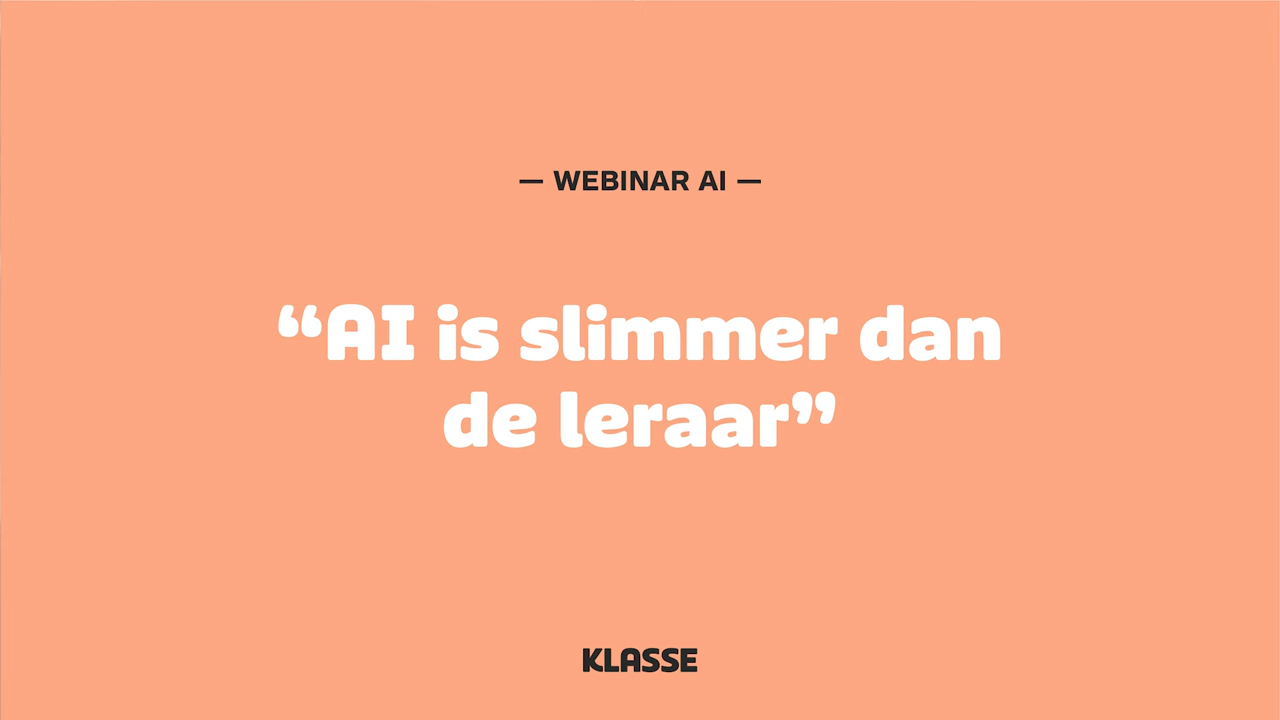 — WEBINAR AI —
“AI is slimmer dan
de leraar”
KLASSE